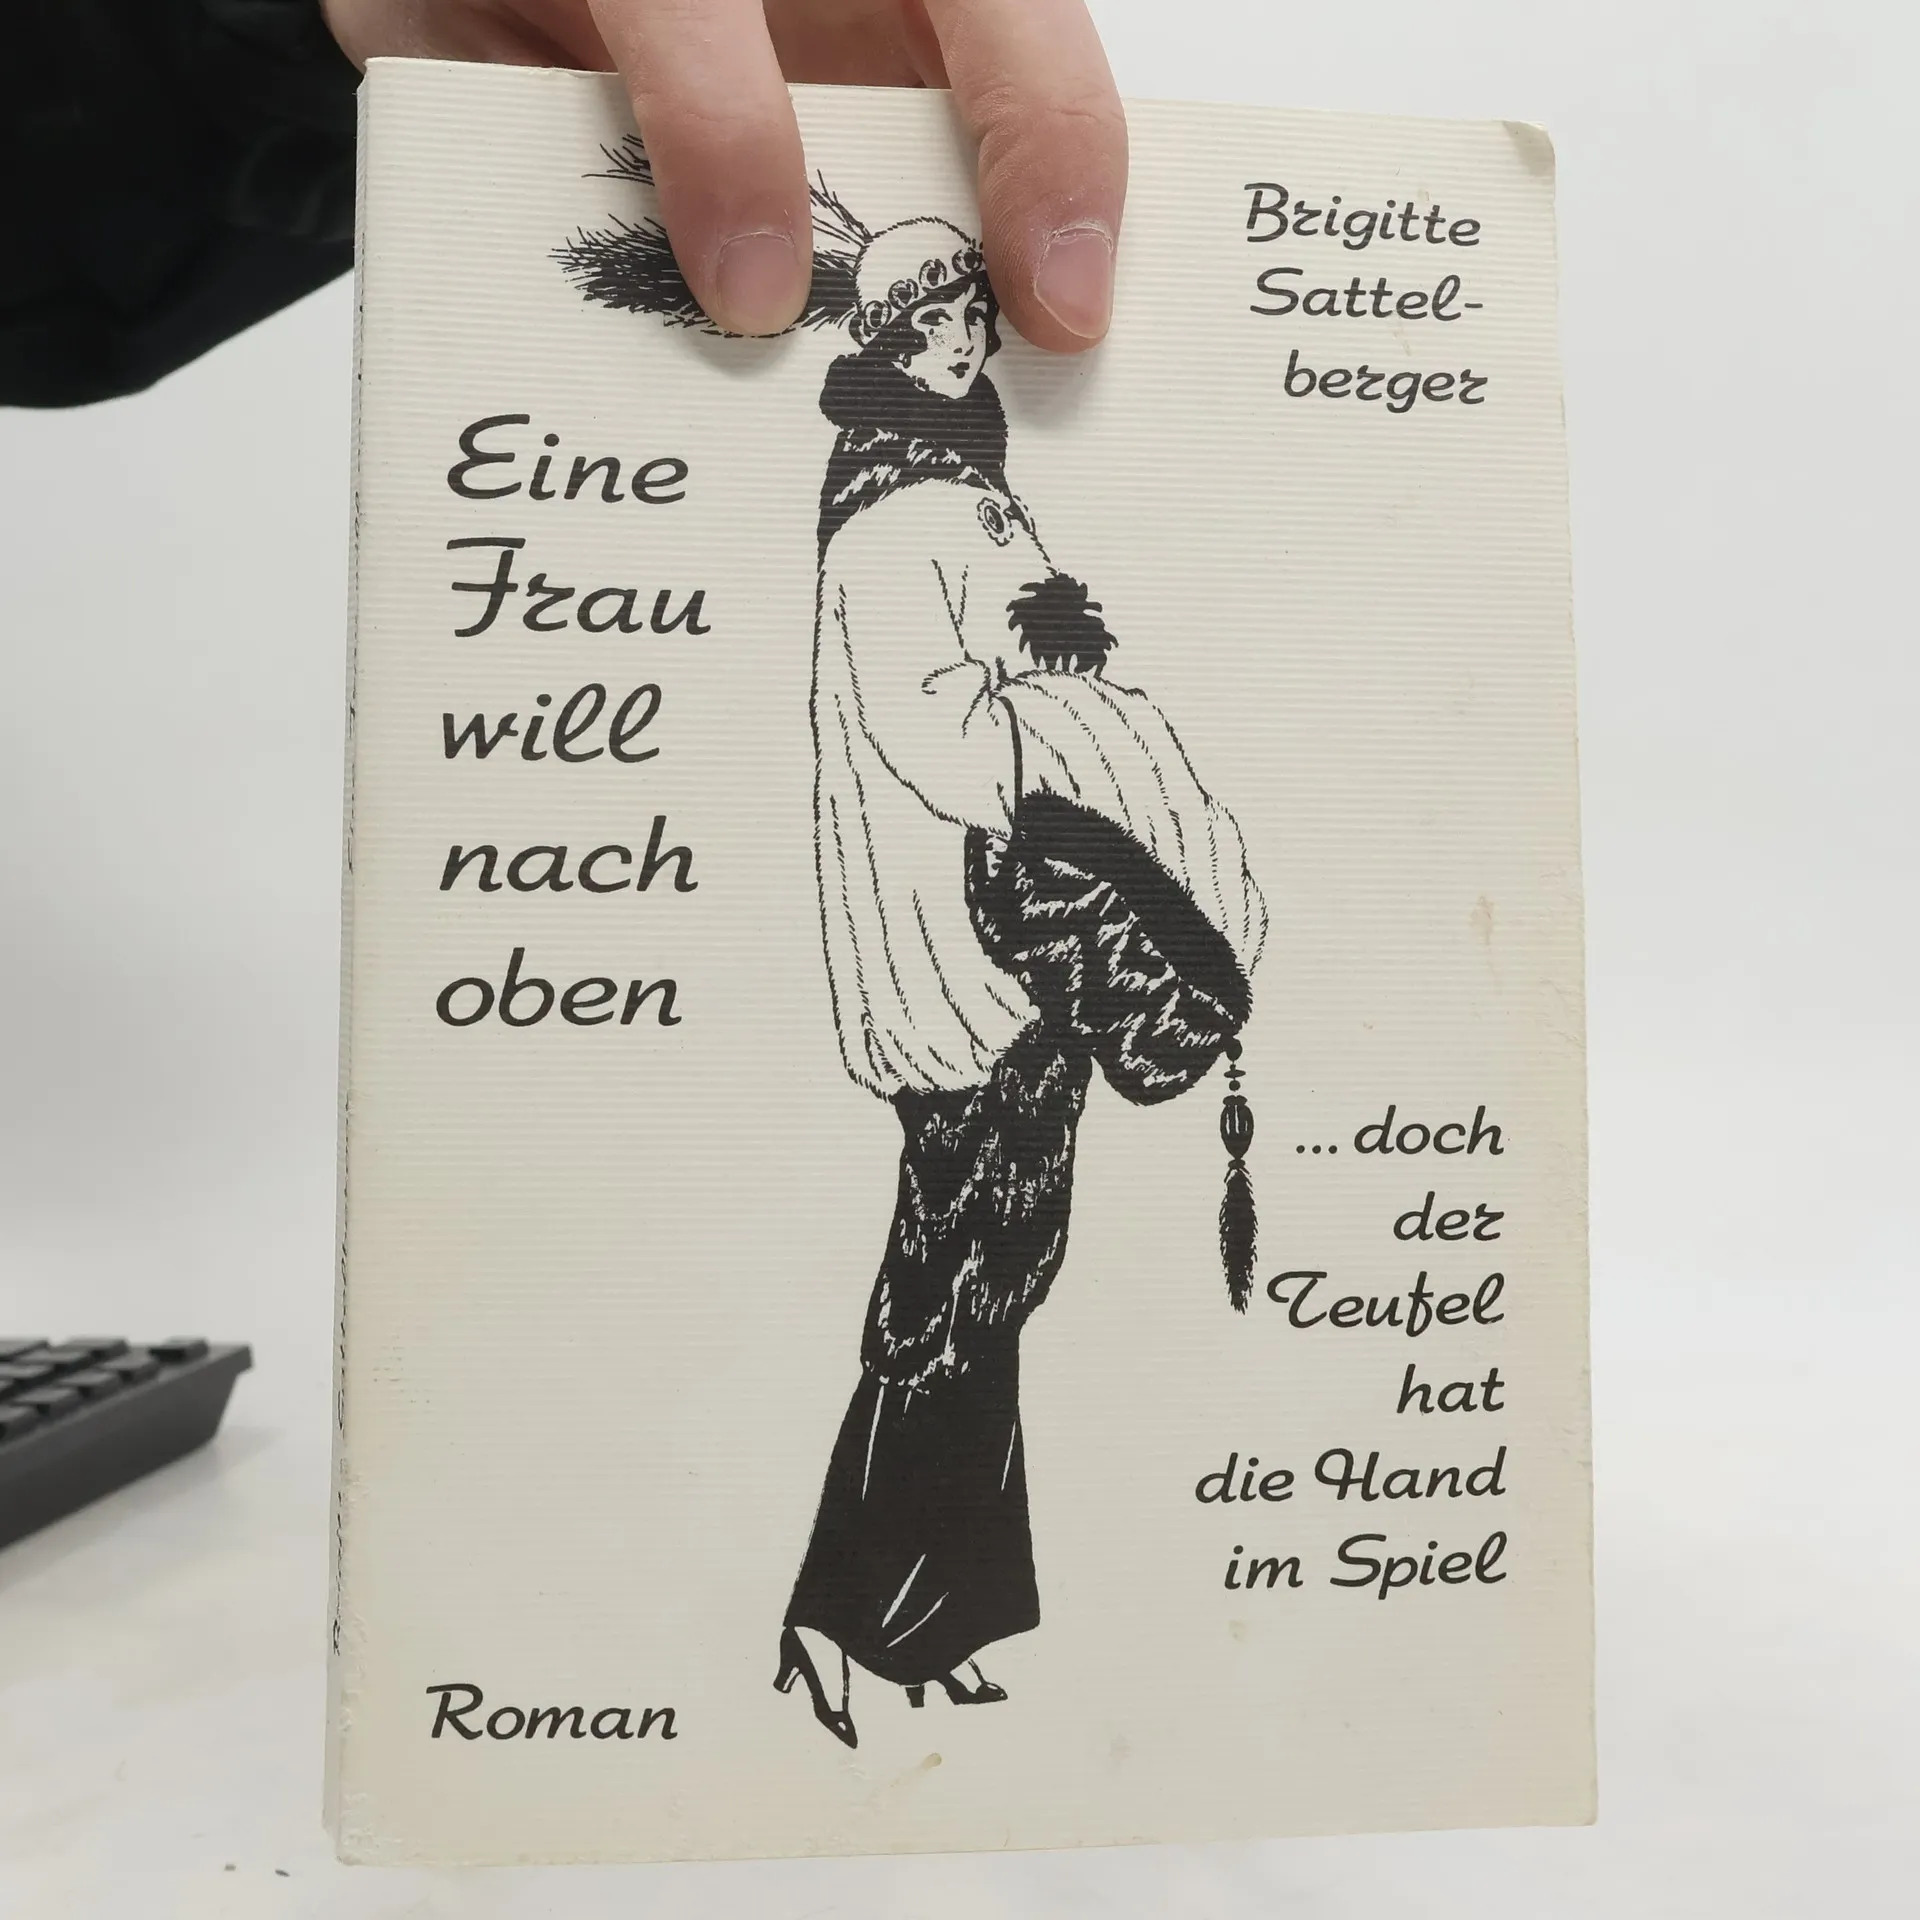 Brigitte
Sattel-
berger
Eine
Frau
will
nach
oben
... doch
der
Teufel
hat
die Hand
im Spiel
Roman